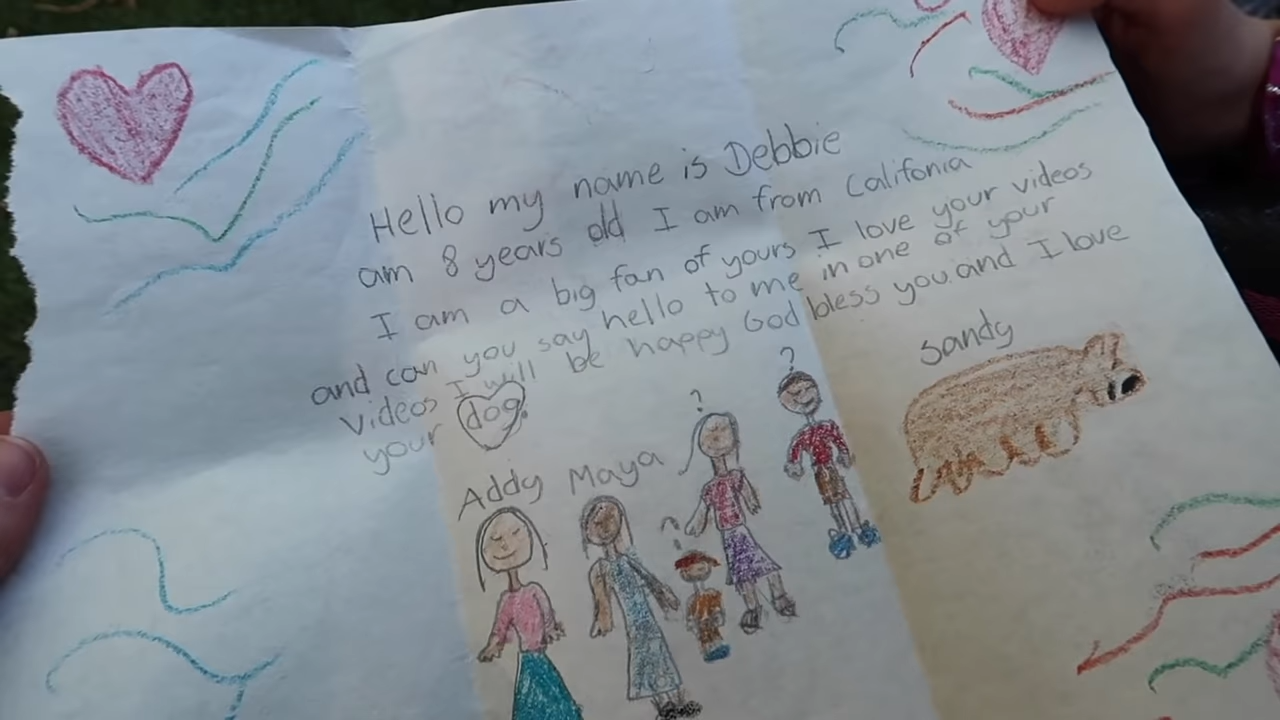 Hello my name is Debbie
am 8 years old I am from Califonia
I am a big fan of yours I love your videos
and can you say hello to me in one of your
videos I will be happy God bless you and I love
your dog.
Sandy
?
?
Addy Maya
?